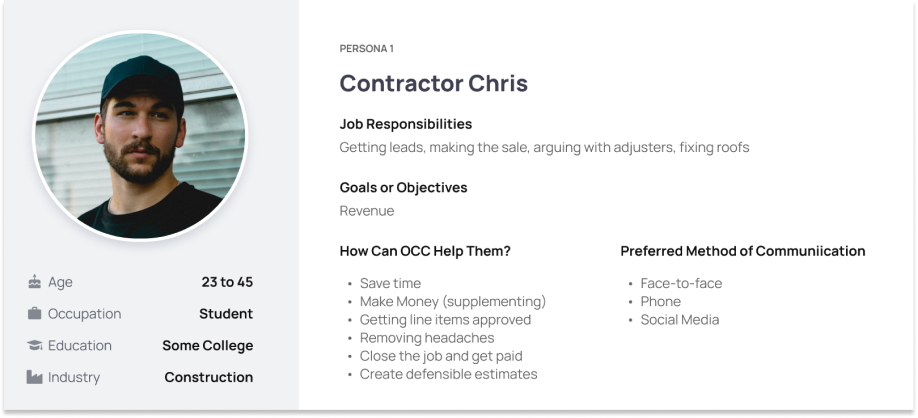 PERSONA 1
Contractor Chris
Job Responsibilities
Getting leads, making the sale, arguing with adjusters, fixing roofs
Goals or Objectives
Revenue
How Can OCC Help Them?
• Save time
• Make Money (supplementing)
• Getting line items approved
• Removing headaches
• Close the job and get paid
• Create defensible estimates
Preferred Method of Communiication
• Face-to-face
• Phone
• Social Media
Age 23 to 45
Occupation Student
Education Some College
Industry Construction